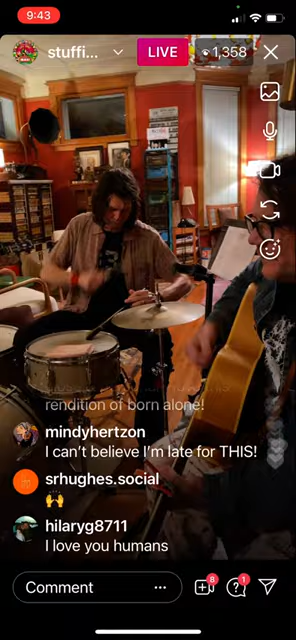 9:43
stuffi...
LIVE
1,358
rendition of born alone!
mindyhertzon
I can't believe I'm late for THIS!
srhughes.social
hilaryg8711
I love you humans
Comment
8
1